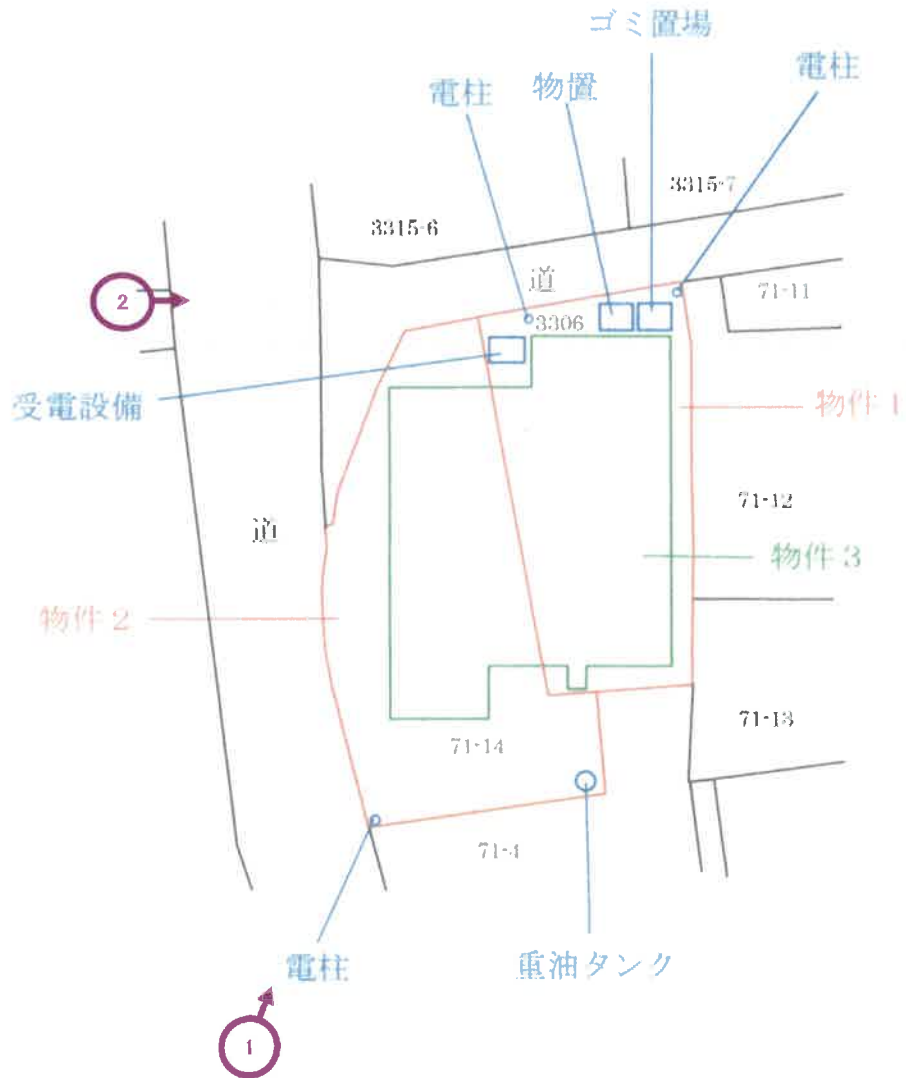 ゴミ置場
電柱
物置
電柱
3315-7
3315-6
道
71-11
2
3306
受電設備
物件1
71-12
道
物件3
物件2
71-13
71-14
71-4
電柱
重油タンク
1